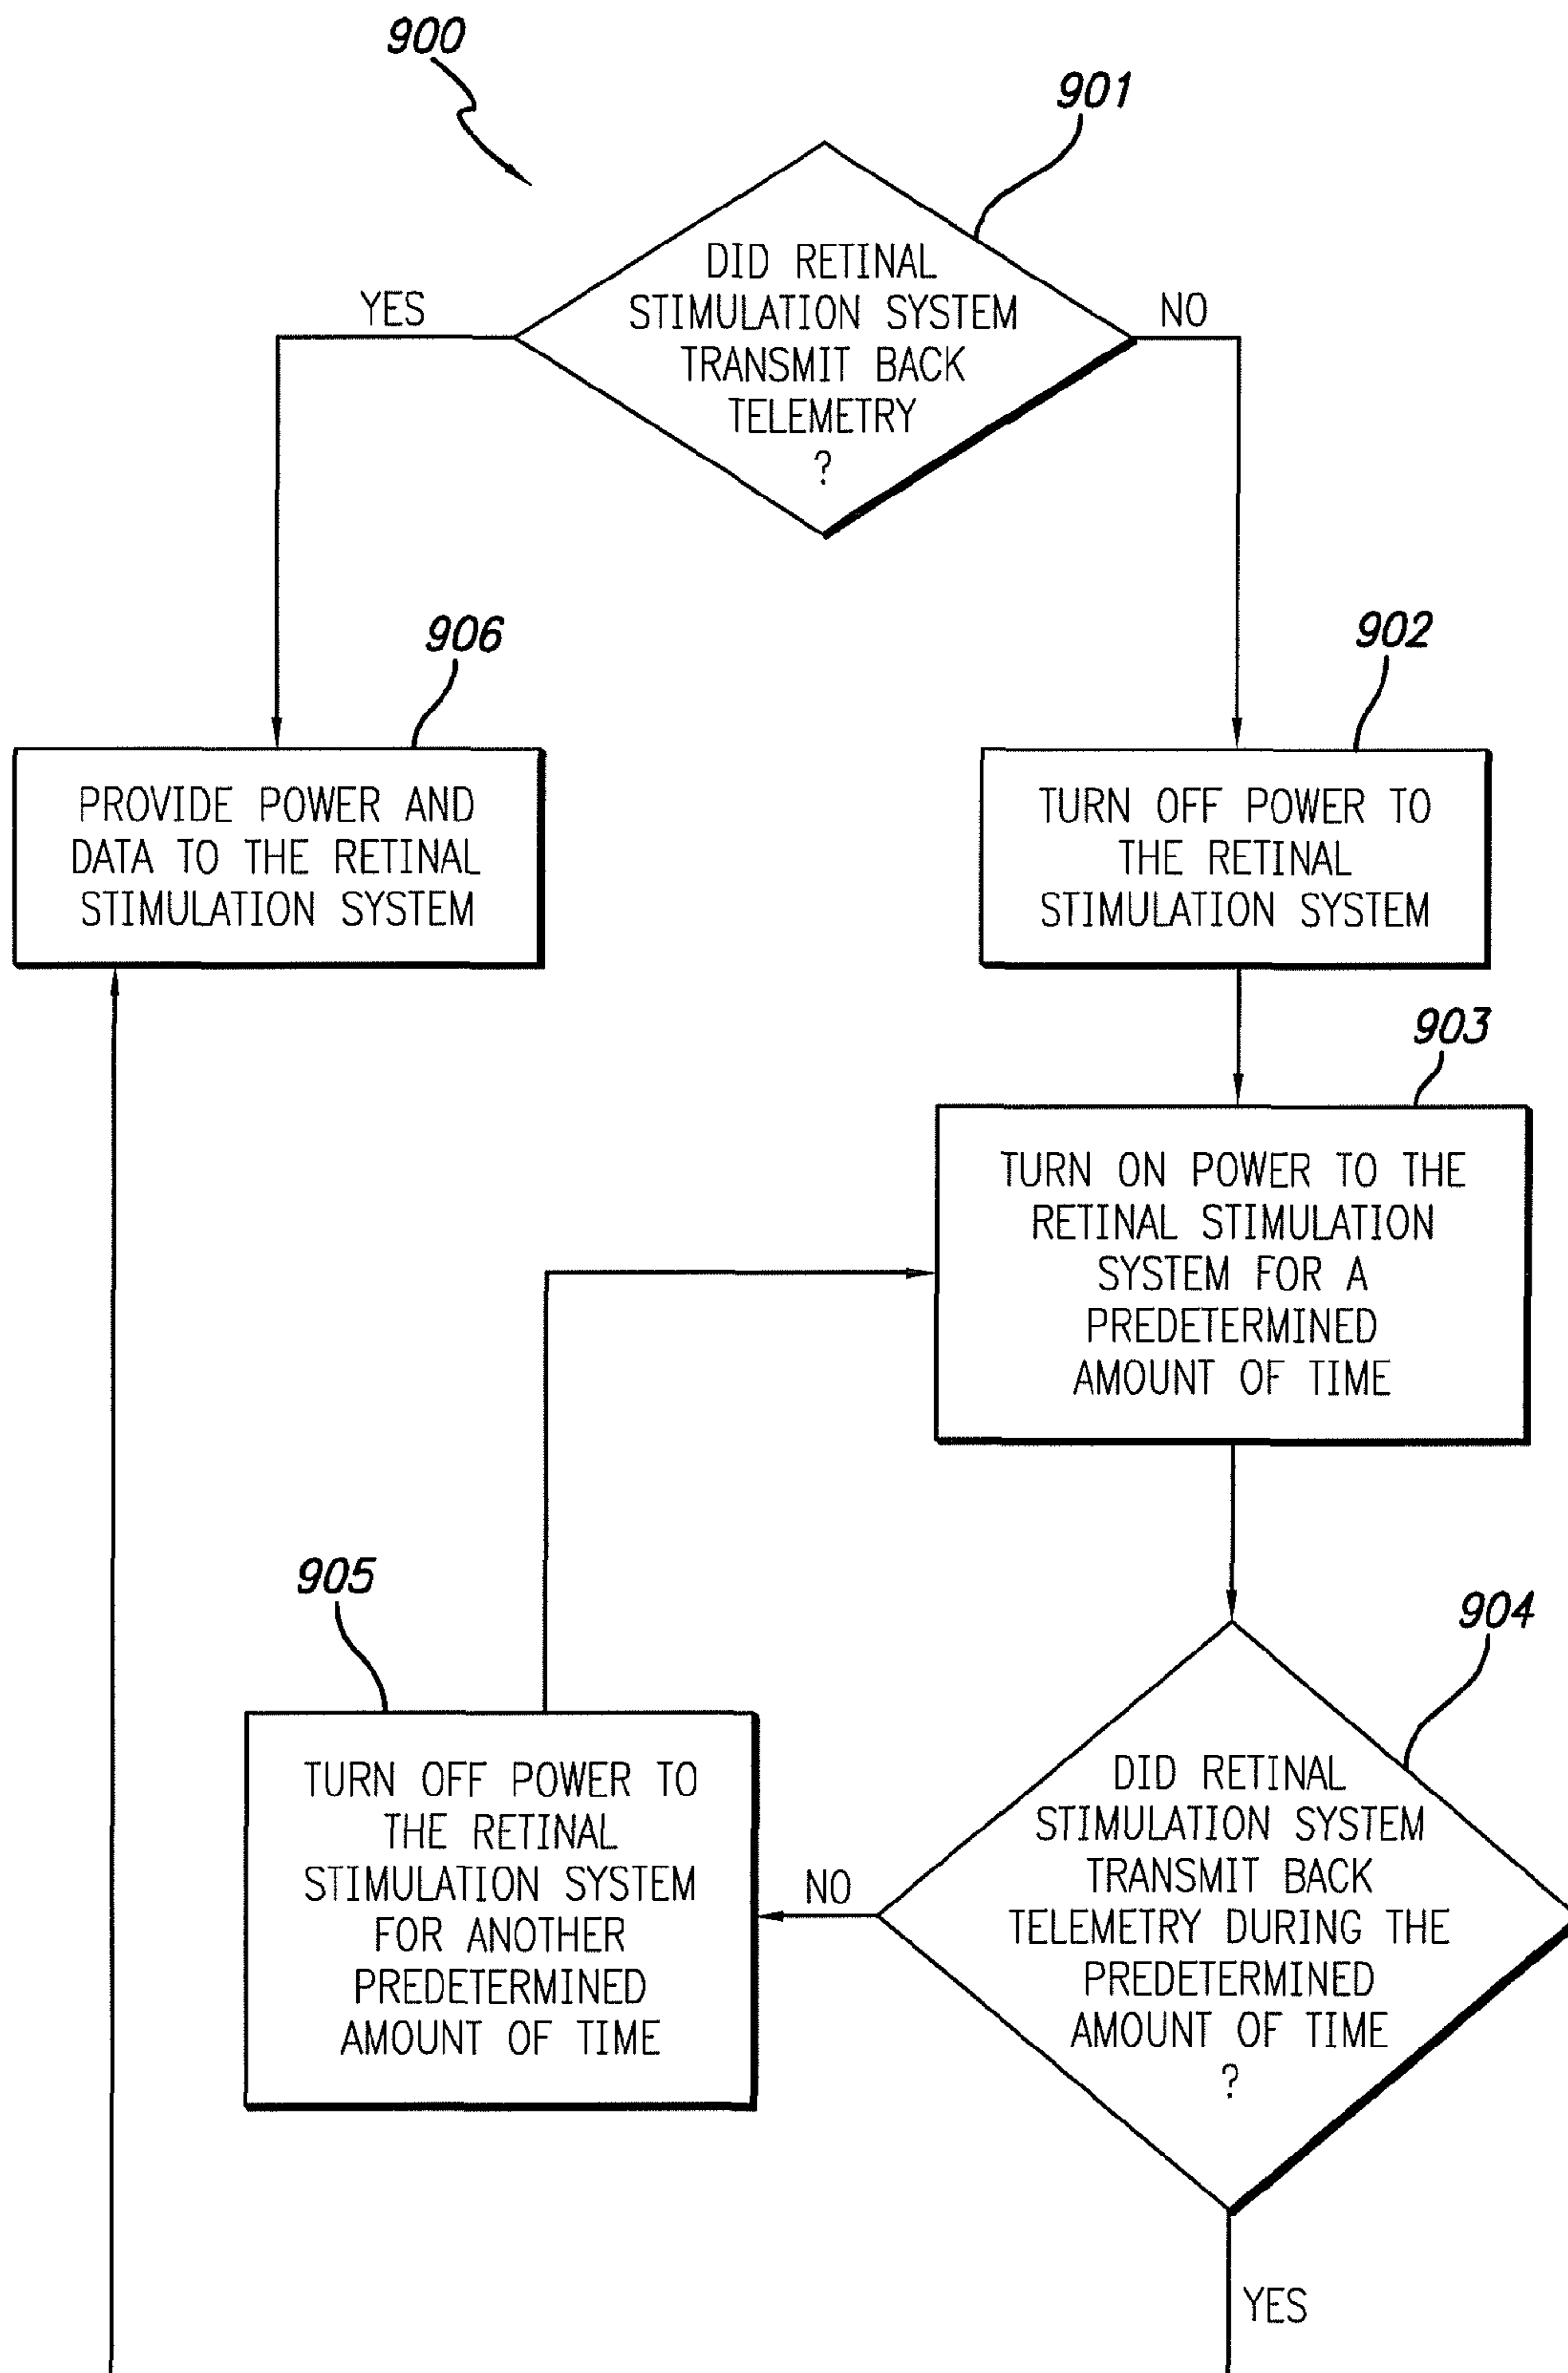 900
901
DID RETINAL
STIMULATION SYSTEM
TRANSMIT BACK
TELEMETRY
?
YES
NO
906
PROVIDE POWER AND
DATA TO THE RETINAL
STIMULATION SYSTEM
902
TURN OFF POWER TO
THE RETINAL
STIMULATION SYSTEM
903
TURN ON POWER TO THE
RETINAL STIMULATION
SYSTEM FOR A
PREDETERMINED
AMOUNT OF TIME
904
DID RETINAL
STIMULATION SYSTEM
TRANSMIT BACK
TELEMETRY DURING THE
PREDETERMINED
AMOUNT OF TIME
?
NO
905
TURN OFF POWER TO
THE RETINAL
STIMULATION SYSTEM
FOR ANOTHER
PREDETERMINED
AMOUNT OF TIME
YES